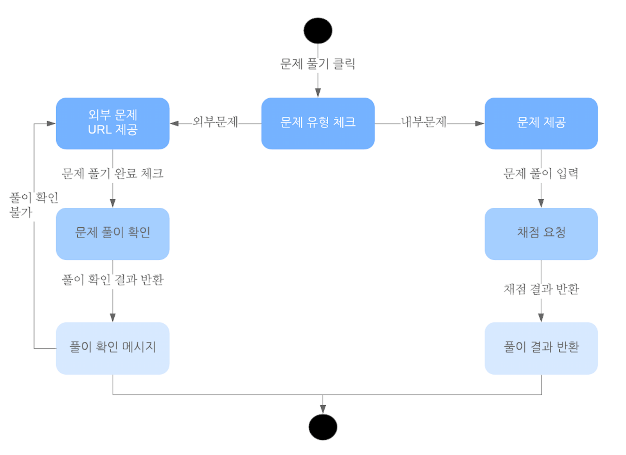 문제 풀기 클릭
외부 문제
URL 제공
외부문제
문제 유형 체크
내부문제
문제 제공
문제 풀기 완료 체크
문제 풀이 입력
풀이 확인
불가
문제 풀이 확인
채점 요청
풀이 확인 결과 반환
채점 결과 반환
풀이 확인 메시지
풀이 결과 반환